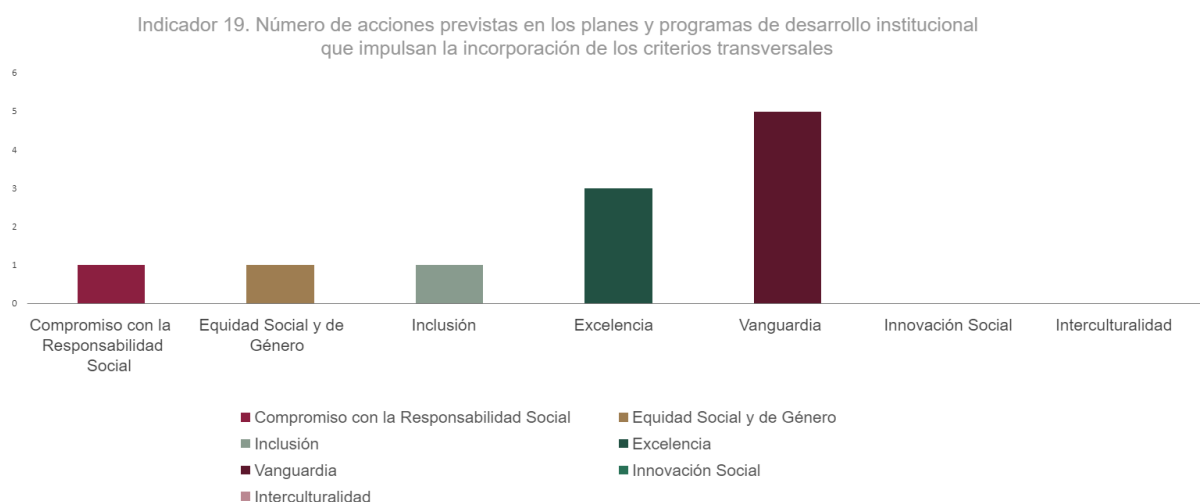 Indicador 19. Número de acciones previstas en los planes y programas de desarrollo institucional
que impulsan la incorporación de los criterios transversales
6
5
4
3
2
1
0
Compromiso con la
Responsabilidad
Social
Equidad Social y de
Género
Inclusión
Excelencia
Vanguardia
Innovación Social
Interculturalidad
Compromiso con la Responsabilidad Social
Equidad Social y de Género
Inclusión
Excelencia
Vanguardia
Innovación Social
Interculturalidad